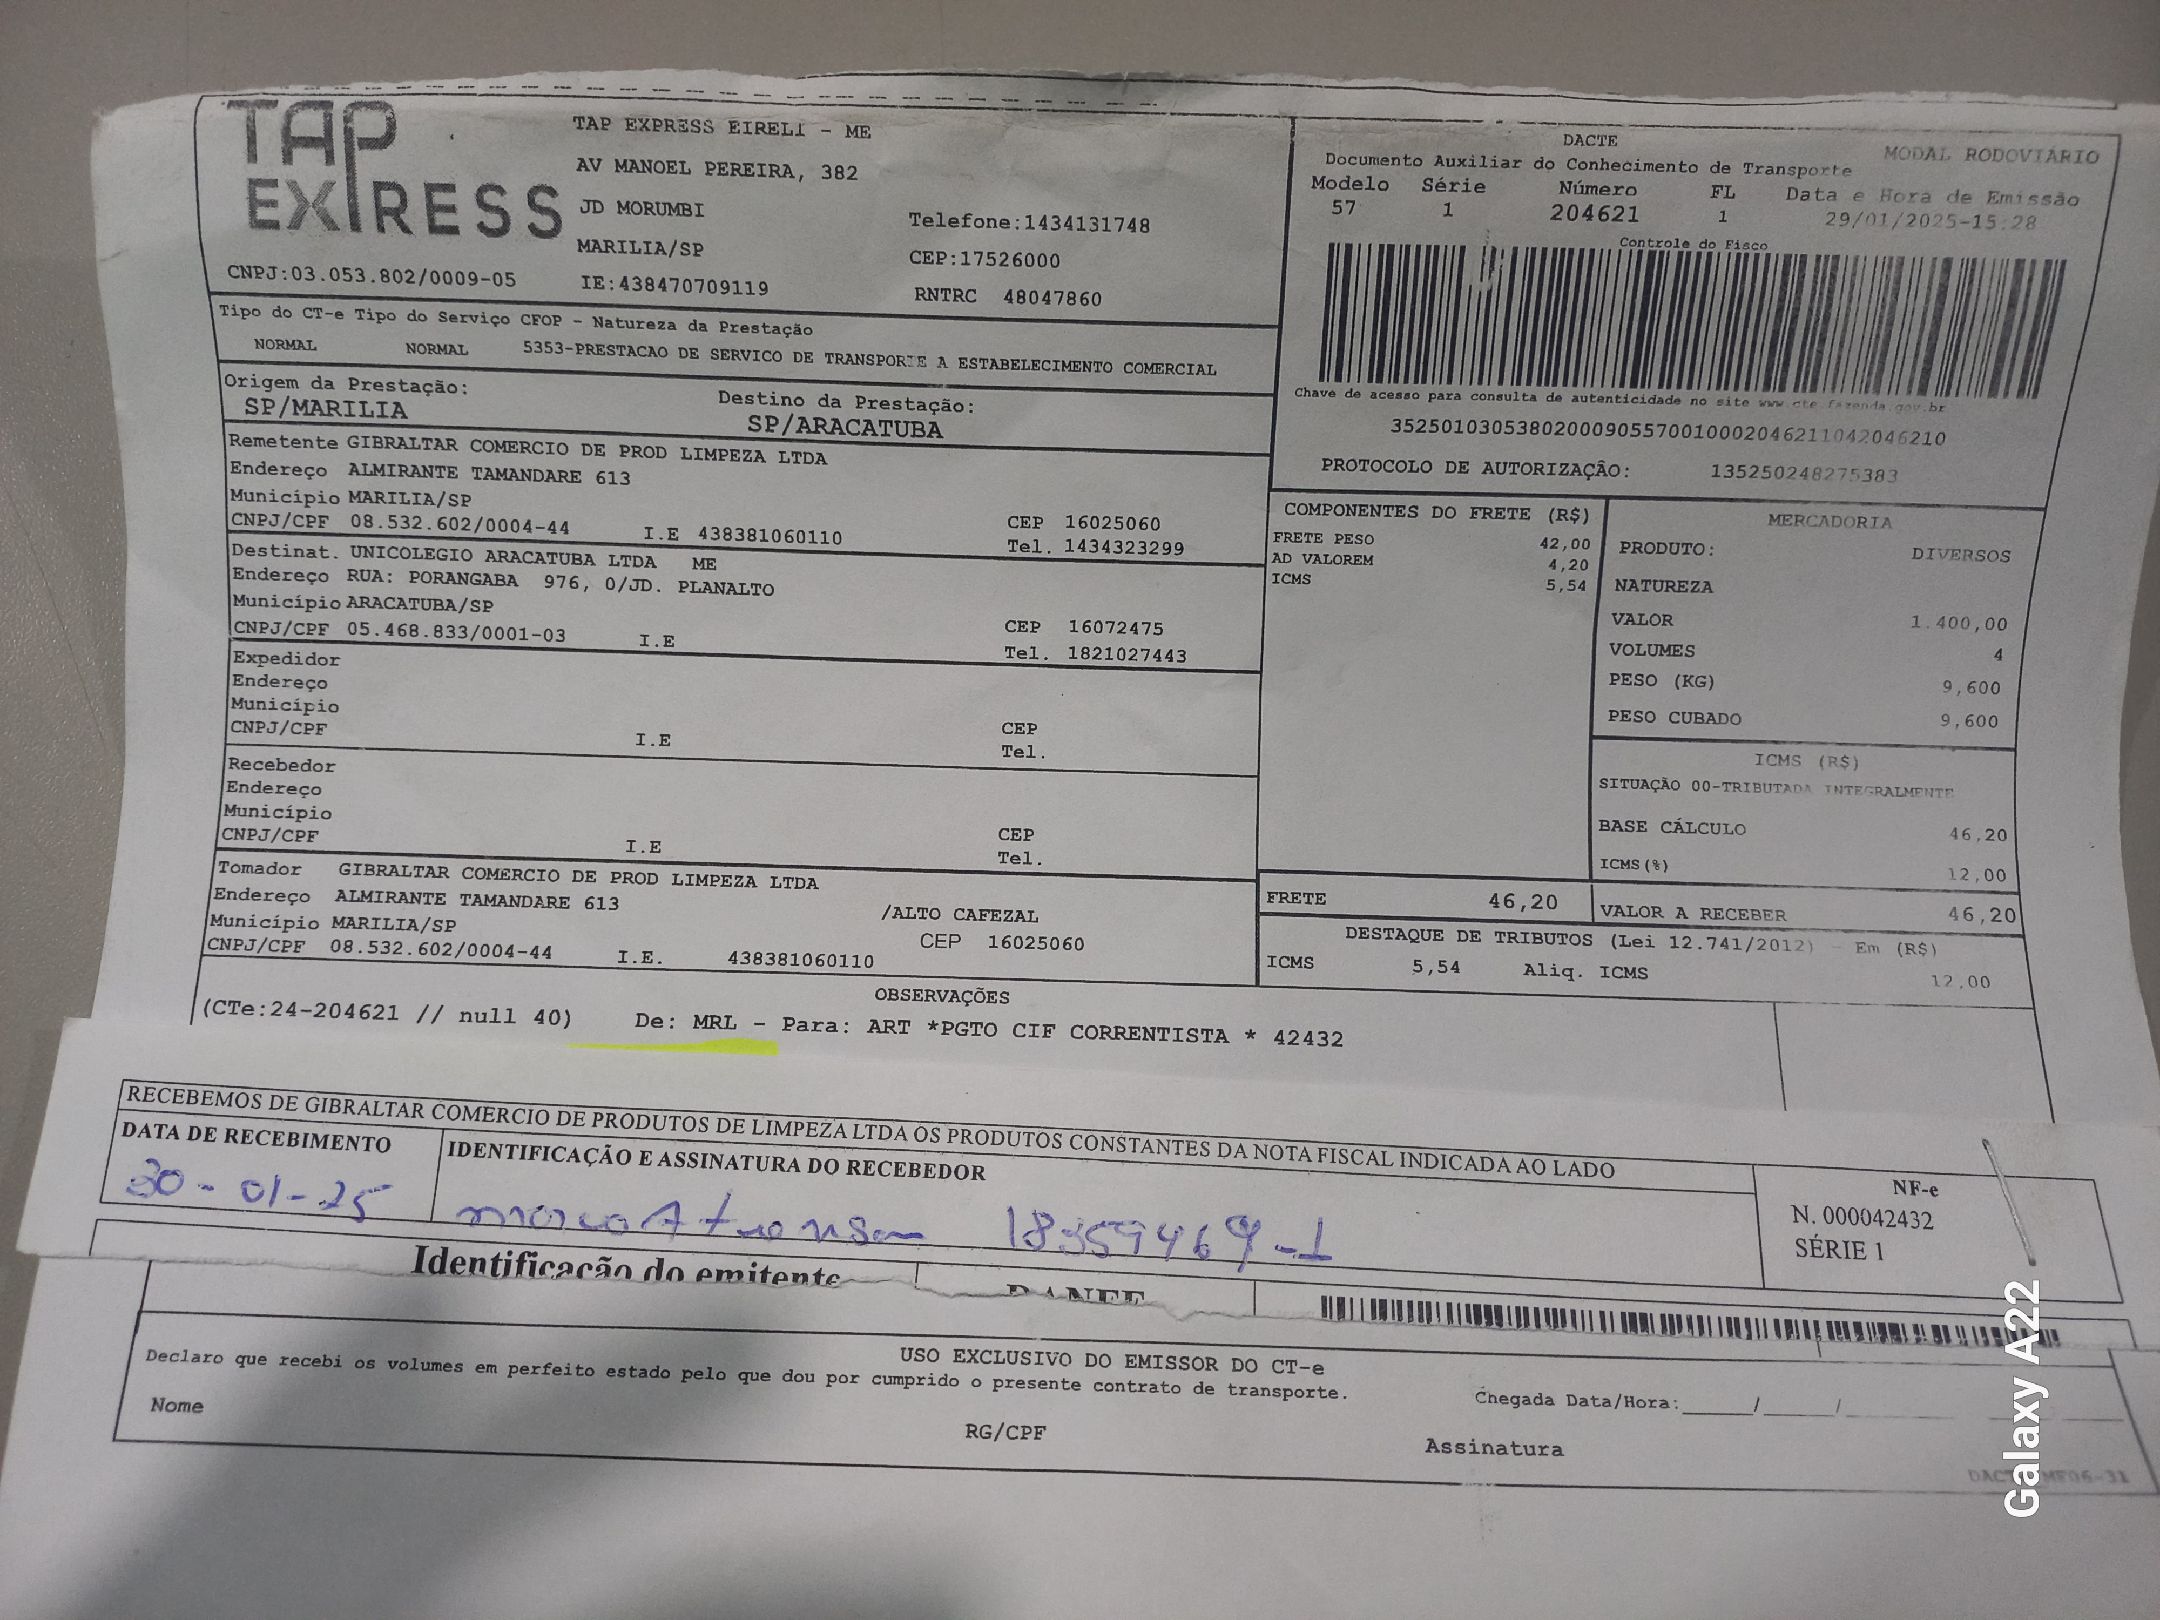 TAP EXPRESS
TAP EXPRESS EIRELI - ME
AV MANOEL PEREIRA, 382
JD MORUMBI
Telefone:1434131748
MARILIA/SP
CEP:17526000
CNPJ:03.053.802/0009-05
IE:438470709119
RNTRC 48047860
DACTE
MODAL RODOVIARIO
Documento Auxiliar do Conhecimento de Transporte
Modelo Série Número FL Data e Hora de Emissão
57 1 204621 1 29/01/2025-15:28
Controle do Fisco
Chave de acesso para consulta de autenticidade no site www.cte.fazenda.gov.br
35250103053802000905570010002046211042046210
PROTOCOLO DE AUTORIZAÇÃO: 135250248275383
Tipo do CT-e Tipo do Serviço CFOP - Natureza da Prestação
NORMAL NORMAL 5353-PRESTACAO DE SERVICO DE TRANSPORTE A ESTABELECIMENTO COMERCIAL
Origem da Prestação: Destino da Prestação:
SP/MARILIA SP/ARACATUBA
Remetente GIBRALTAR COMERCIO DE PROD LIMPEZA LTDA
Endereço ALMIRANTE TAMANDARE 613
Município MARILIA/SP
CEP 16025060
CNPJ/CPF 08.532.602/0004-44 I.E 438381060110 Tel. 1434323299
Destinat. UNICOLEGIO ARACATUBA LTDA ME
Endereço RUA: PORANGABA 976, 0/JD. PLANALTO
Município ARACATUBA/SP
CEP 16072475
CNPJ/CPF 05.468.833/0001-03 I.E Tel. 1821027443
Expedidor
Endereço
Município
CEP
CNPJ/CPF I.E Tel.
Recebedor
Endereço
Município
CEP
CNPJ/CPF I.E Tel.
Tomador GIBRALTAR COMERCIO DE PROD LIMPEZA LTDA
Endereço ALMIRANTE TAMANDARE 613 /ALTO CAFEZAL
Município MARILIA/SP CEP 16025060
CNPJ/CPF 08.532.602/0004-44 I.E. 438381060110
COMPONENTES DO FRETE (R$)
FRETE PESO 42,00
AD VALOREM 4,20
ICMS 5,54
MERCADORIA
PRODUTO: DIVERSOS
NATUREZA
VALOR 1.400,00
VOLUMES 4
PESO (KG) 9,600
PESO CUBADO 9,600
ICMS (R$)
SITUAÇÃO 00-TRIBUTADA INTEGRALMENTE
BASE CÁLCULO 46,20
ICMS(%) 12,00
FRETE 46,20
VALOR A RECEBER 46,20
DESTAQUE DE TRIBUTOS (Lei 12.741/2012) - Em (R$)
ICMS 5,54 Aliq. ICMS 12,00
OBSERVAÇÕES
(CTe:24-204621 // null 40) De: MRL - Para: ART *PGTO CIF CORRENTISTA * 42432
RECEBEMOS DE GIBRALTAR COMERCIO DE PRODUTOS DE LIMPEZA LTDA OS PRODUTOS CONSTANTES DA NOTA FISCAL INDICADA AO LADO
DATA DE RECEBIMENTO
IDENTIFICAÇÃO E ASSINATURA DO RECEBEDOR
NF-e
N. 000042432
SÉRIE 1
30-01-25
18359469-1
Identificação do emitente
DANFE
USO EXCLUSIVO DO EMISSOR DO CT-e
Declaro que recebi os volumes em perfeito estado pelo que dou por cumprido o presente contrato de transporte.
Chegada Data/Hora:_____/_____/
Nome
RG/CPF
Assinatura
Galaxy A22